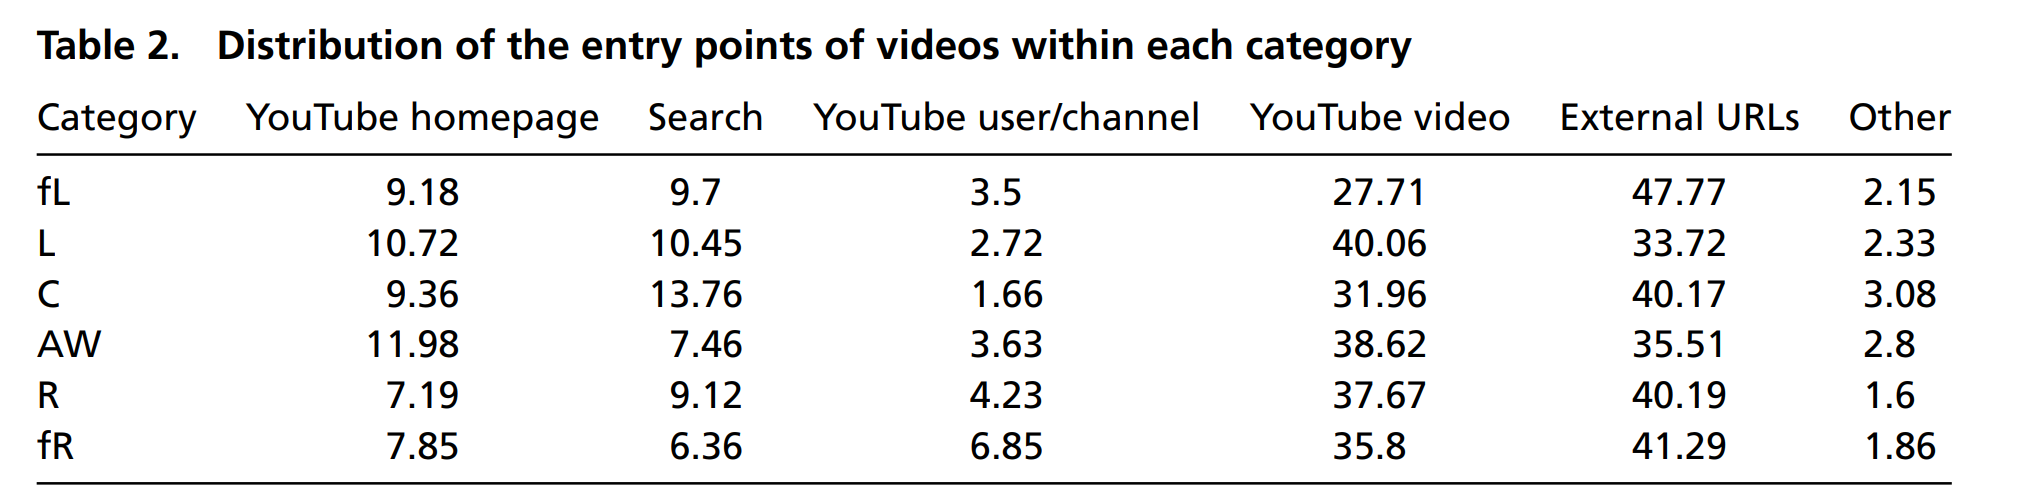 Table 2. Distribution of the entry points of videos within each category
Category YouTube homepage Search YouTube user/channel YouTube video External URLs Other
fL 9.18 9.7 3.5 27.71 47.77 2.15
L 10.72 10.45 2.72 40.06 33.72 2.33
C 9.36 13.76 1.66 31.96 40.17 3.08
AW 11.98 7.46 3.63 38.62 35.51 2.8
R 7.19 9.12 4.23 37.67 40.19 1.6
fR 7.85 6.36 6.85 35.8 41.29 1.86